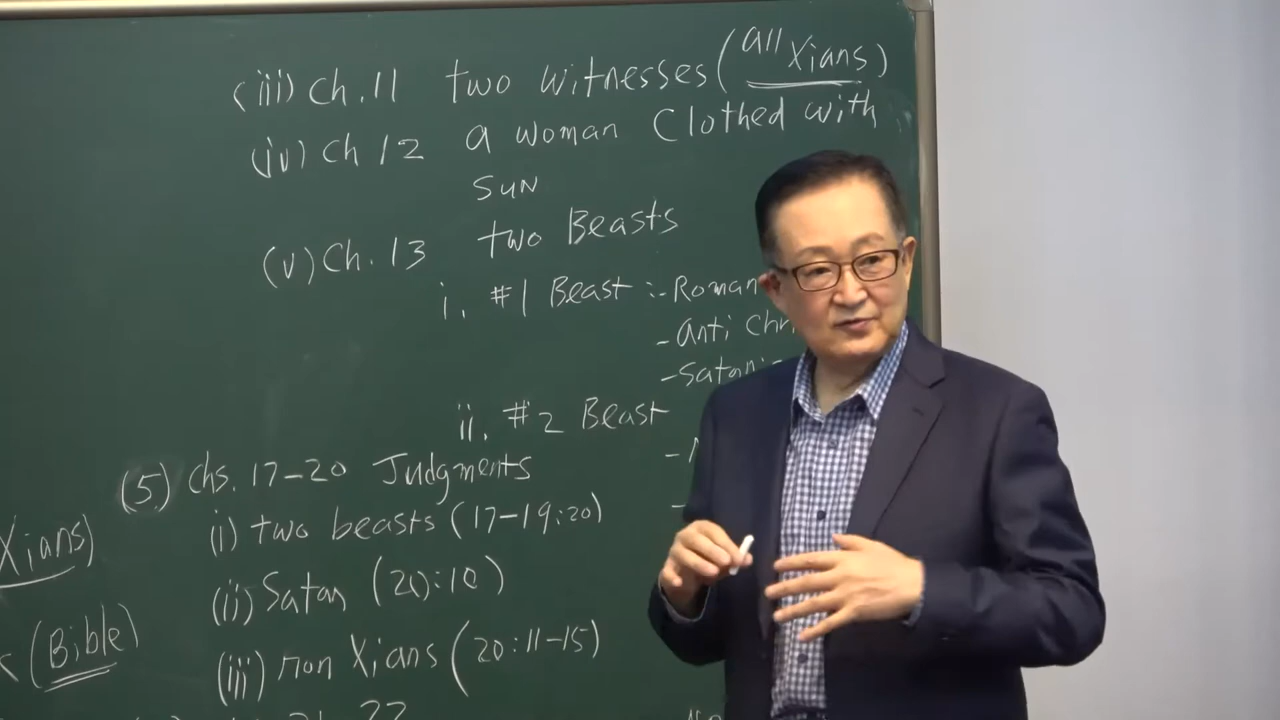 (iii) Ch. 11 two witnesses (all Xians)
(iv) Ch 12 a woman Clothed with
sun
(v) Ch. 13 two Beasts
i. #1 Beast :- Roman
- Anti Chr
- Satani
ii. #2 Beast
(5) Chs. 17-20 Judgments
(i) two beasts (17-19:20)
Xians)
(ii) Satan (20:10)
(Bible)
(iii) non Xians (20:11-15)